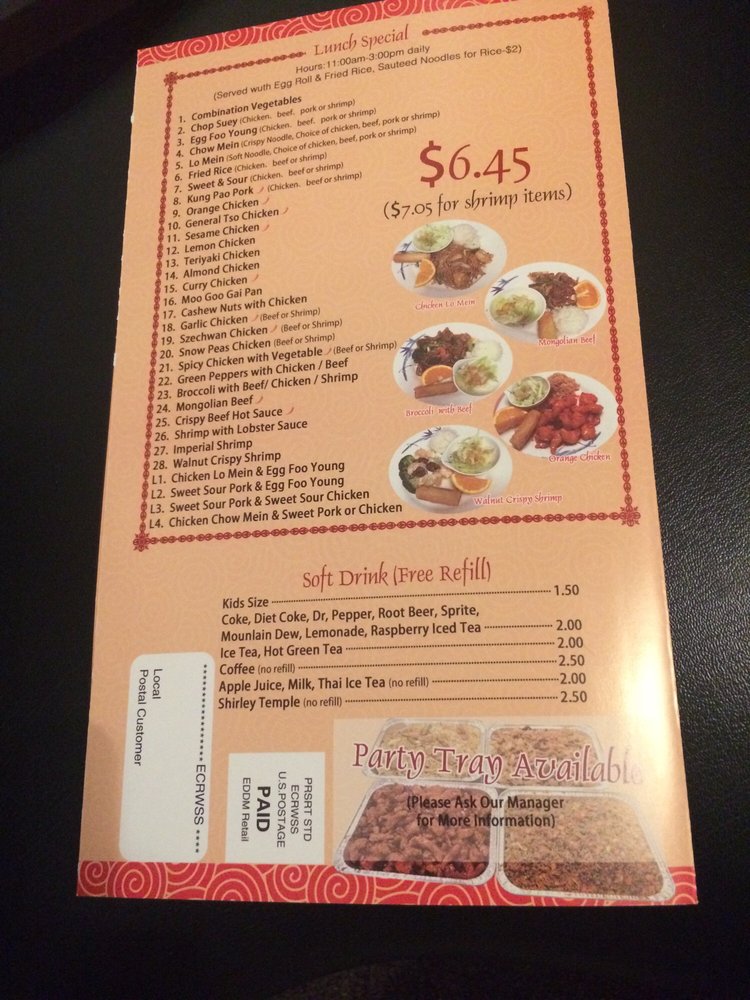 Lunch Special
Hours:11:00am-3:00pm daily
(Served wuth Egg Roll & Fried Rice, Sauteed Noodles for Rice-$2)
1. Combination Vegetables
2. Chop Suey (Chicken. beef. pork or shrimp)
3. Egg Foo Young (Chicken. beef. pork or shrimp)
4. Chow Mein (Crispy Noodle, Choice of chicken, beef, pork or shrimp)
5. Lo Mein (Soft Noodle, Choice of chicken, beef, pork or shrimp)
6. Fried Rice (Chicken. beef or shrimp)
7. Sweet & Sour (Chicken. beef or shrimp)
8. Kung Pao Pork (Chicken. beef or shrimp)
9. Orange Chicken
10. General Tso Chicken
11. Sesame Chicken
12. Lemon Chicken
13. Teriyaki Chicken
14. Almond Chicken
15. Curry Chicken
16. Moo Goo Gai Pan
17. Cashew Nuts with Chicken
18. Garlic Chicken (Beef or Shrimp)
19. Szechwan Chicken (Beef or Shrimp)
20. Snow Peas Chicken (Beef or Shrimp)
21. Spicy Chicken with Vegetable (Beef or Shrimp)
22. Green Peppers with Chicken / Beef
23. Broccoli with Beef/ Chicken / Shrimp
24. Mongolian Beef
25. Crispy Beef Hot Sauce
26. Shrimp with Lobster Sauce
27. Imperial Shrimp
28. Walnut Crispy Shrimp
L1. Chicken Lo Mein & Egg Foo Young
L2. Sweet Sour Pork & Egg Foo Young
L3. Sweet Sour Pork & Sweet Sour Chicken
L4. Chicken Chow Mein & Sweet Pork or Chicken
$6.45
($7.05 for shrimp items)
Chicken Lo Mein
Mongolian Beef
Broccoli with Beef
Orange Chicken
Walnut Crispy Shrimp
Soft Drink (Free Refill)
Kids Size 1.50
Coke, Diet Coke, Dr, Pepper, Root Beer, Sprite,
Mounlain Dew, Lemonade, Raspberry Iced Tea 2.00
Ice Tea, Hot Green Tea 2.00
Coffee (no refill) 2.50
Apple Juice, Milk, Thai Ice Tea (no refill) 2.00
Shirley Temple (no refill) 2.50
******************* ECRWSS ****
Local
Postal Customer
PRSRT STD
ECRWSS
U.S.POSTAGE
PAID
EDDM Retail
Party Tray Available
(Please Ask Our Manager
for More Information)